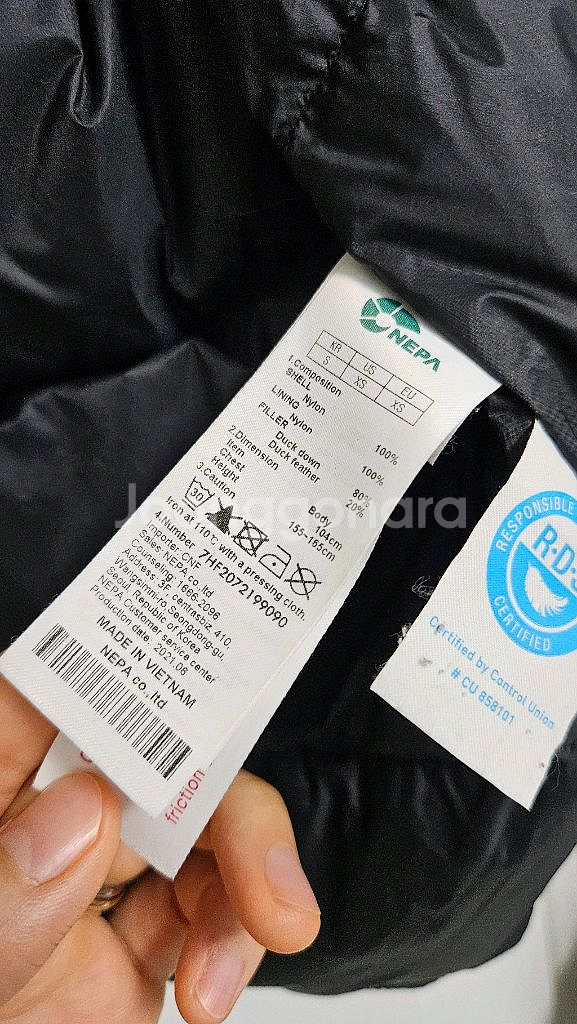 NEPA
KR US EU
S XS XS
1.Composition
SHELL
Nylon 100%
LINING
Nylon 100%
FILLER
Duck down 80%
Duck feather 20%
2.Dimension
Item Body
Chest 104cm
Height 155~165cm
3.Caution
30
Iron at 110℃ with a pressing cloth.
4.Number 7HF2072199090
Importer: CNF
Sales: NEPA co.,ltd
Counseling: 1666-2096
Address: 3F, centrasbiz 410,
Wangsimni-ro Seongdong-gu,
Seoul, Republic of Korea
NEPA Customer service center
Production date: 2021.06
MADE IN VIETNAM
NEPA co.,ltd
friction
RESPONSIBLE
R·D·S
CERTIFIED
Certified by Control Union
# CU 858101